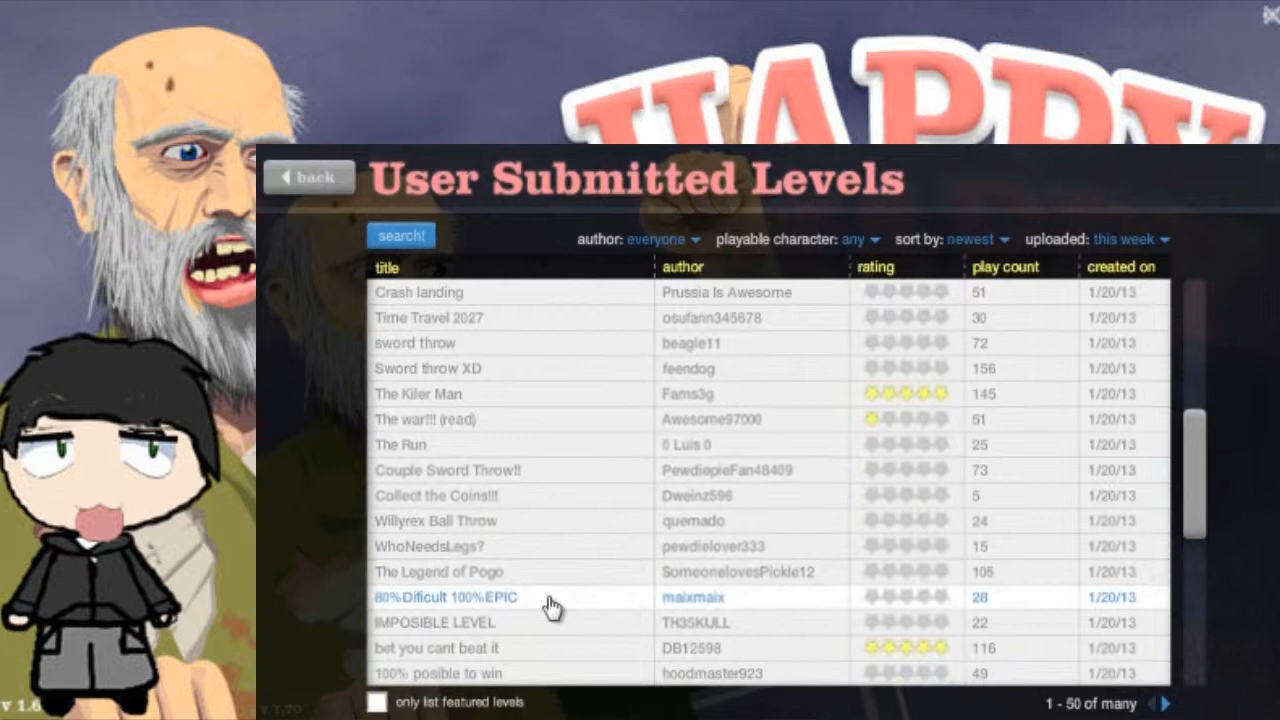 HAPPY
back
User Submitted Levels
search!
author: everyone playable character: any sort by: newest uploaded: this week
title author rating play count created on
Crash landing Prussia Is Awesome 51 1/20/13
Time Travel 2027 osufann345678 30 1/20/13
sword throw beagle11 72 1/20/13
Sword throw XD feendog 156 1/20/13
The Kiler Man Fams3g 145 1/20/13
The war!!! (read) Awesome97000 51 1/20/13
The Run 0 Luis 0 25 1/20/13
Couple Sword Throw!! PewdiepieFan48409 73 1/20/13
Collect the Coins!!! Dweinz596 5 1/20/13
Willyrex Ball Throw quemado 24 1/20/13
WhoNeedsLegs? pewdielover333 15 1/20/13
The Legend of Pogo SomeonelovesPickle12 105 1/20/13
80%Dificult 100%EPIC maixmaix 28 1/20/13
IMPOSIBLE LEVEL TH35KULL 22 1/20/13
bet you cant beat it DB12598 116 1/20/13
100% posible to win hoodmaster923 49 1/20/13
only list featured levels 1 - 50 of many
v 1.6
v 1.70